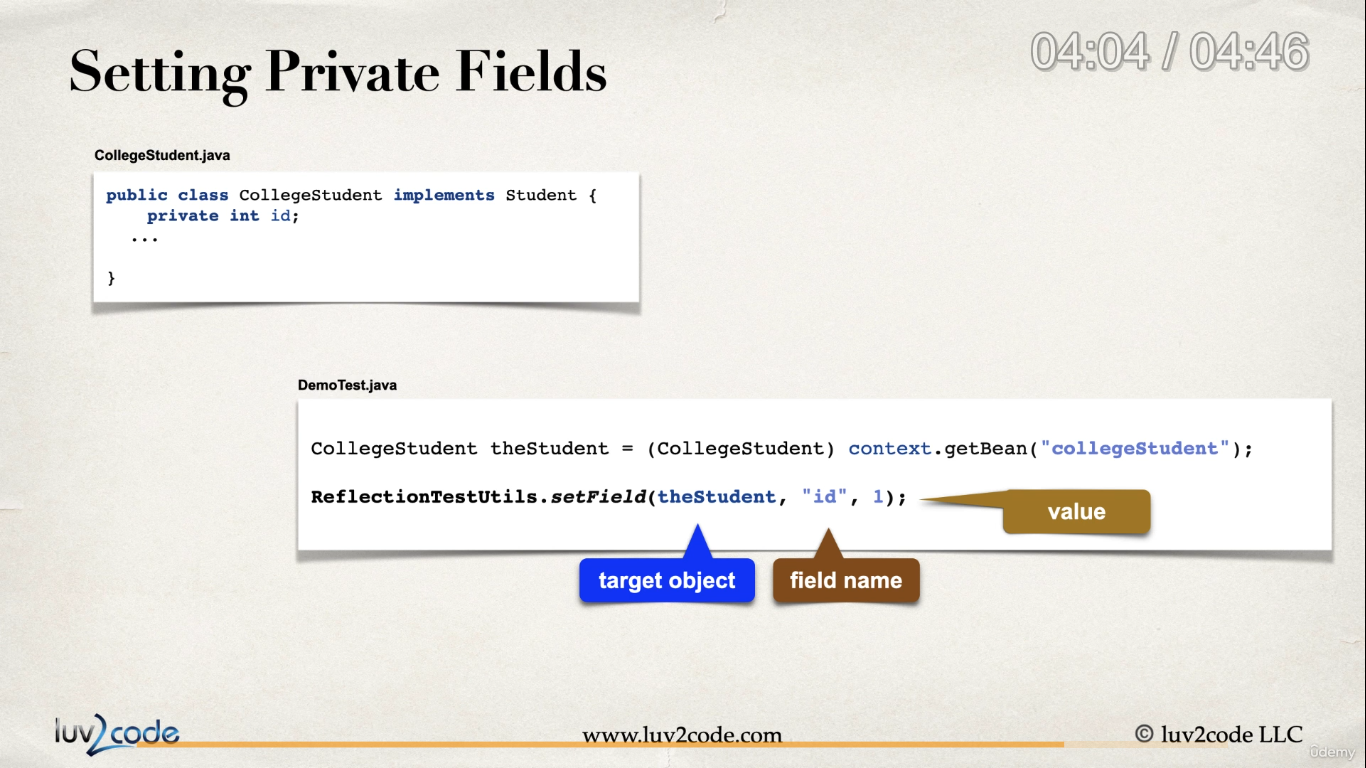 Setting Private Fields
04:04 / 04:46
CollegeStudent.java
public class CollegeStudent implements Student {
    private int id;
  ...
}
DemoTest.java
CollegeStudent theStudent = (CollegeStudent) context.getBean("collegeStudent");
ReflectionTestUtils.setField(theStudent, "id", 1);
value
target object
field name
luv2code
www.luv2code.com
© luv2code LLC
ûdemy